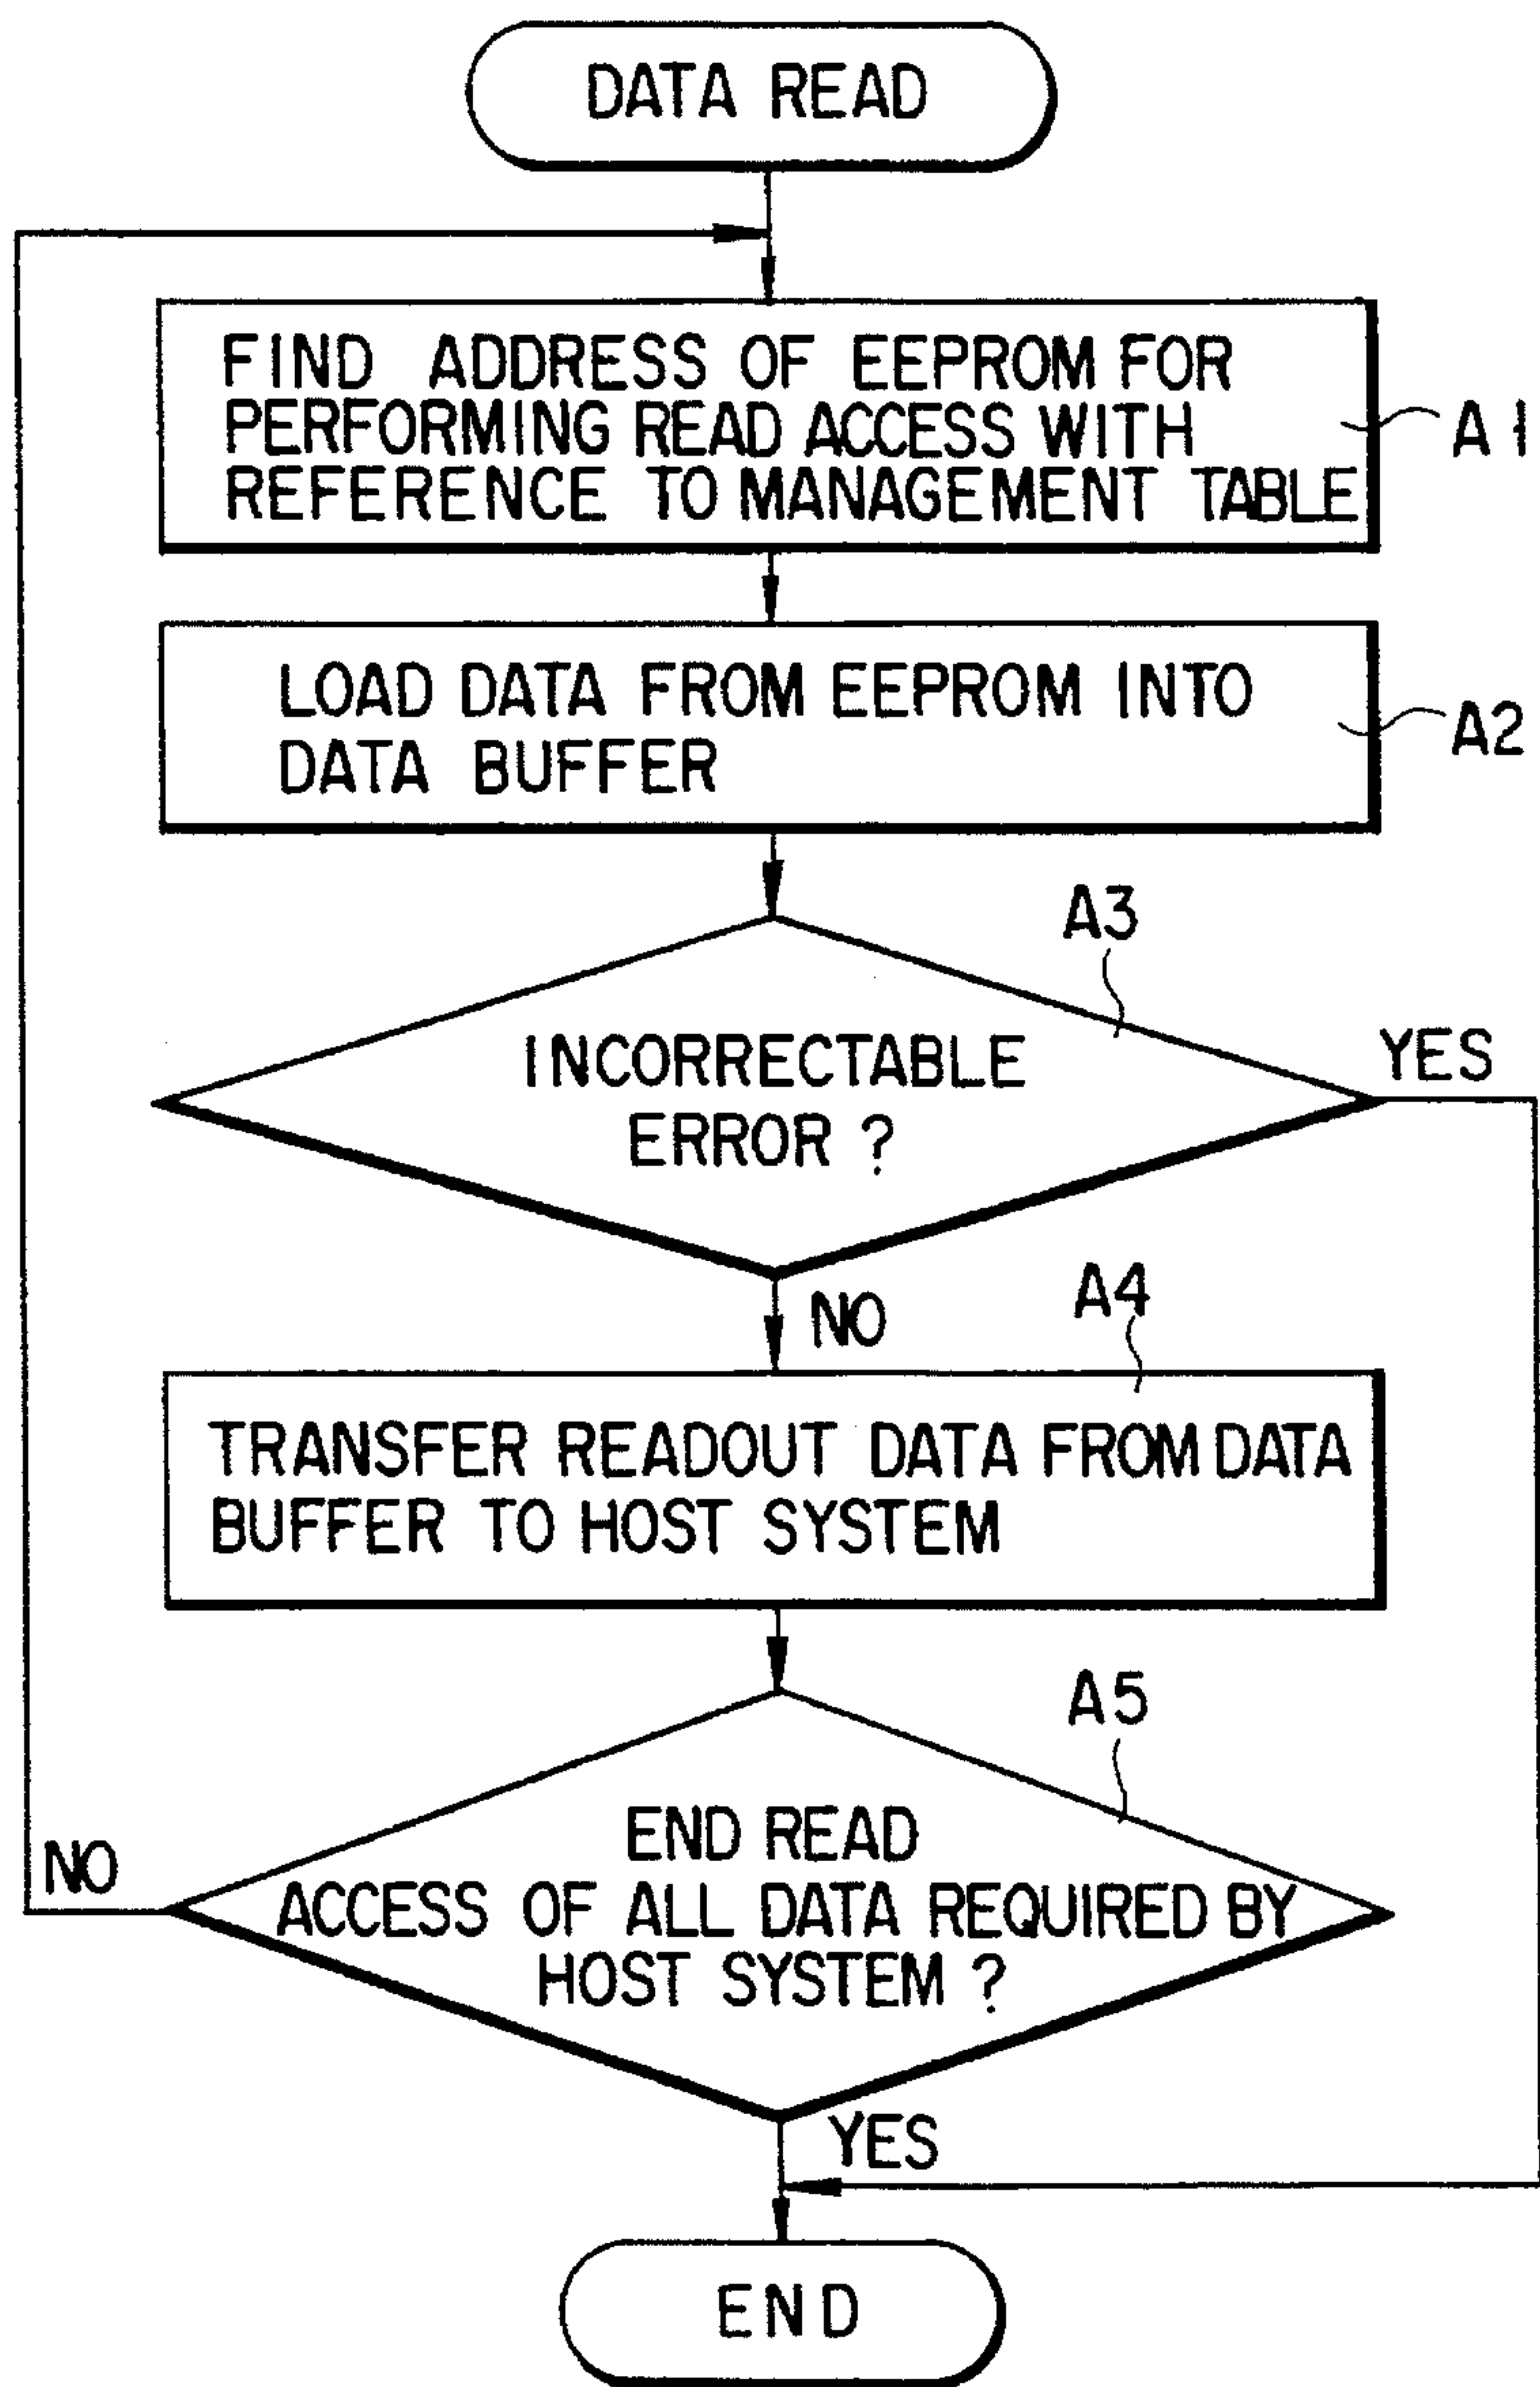 DATA READ
FIND ADDRESS OF EEPROM FOR
PERFORMING READ ACCESS WITH
REFERENCE TO MANAGEMENT TABLE
A1
LOAD DATA FROM EEPROM INTO
DATA BUFFER
A2
A3
INCORRECTABLE
ERROR ?
YES
NO
A4
TRANSFER READOUT DATA FROM DATA
BUFFER TO HOST SYSTEM
A5
END READ
ACCESS OF ALL DATA REQUIRED BY
HOST SYSTEM ?
NO
YES
END